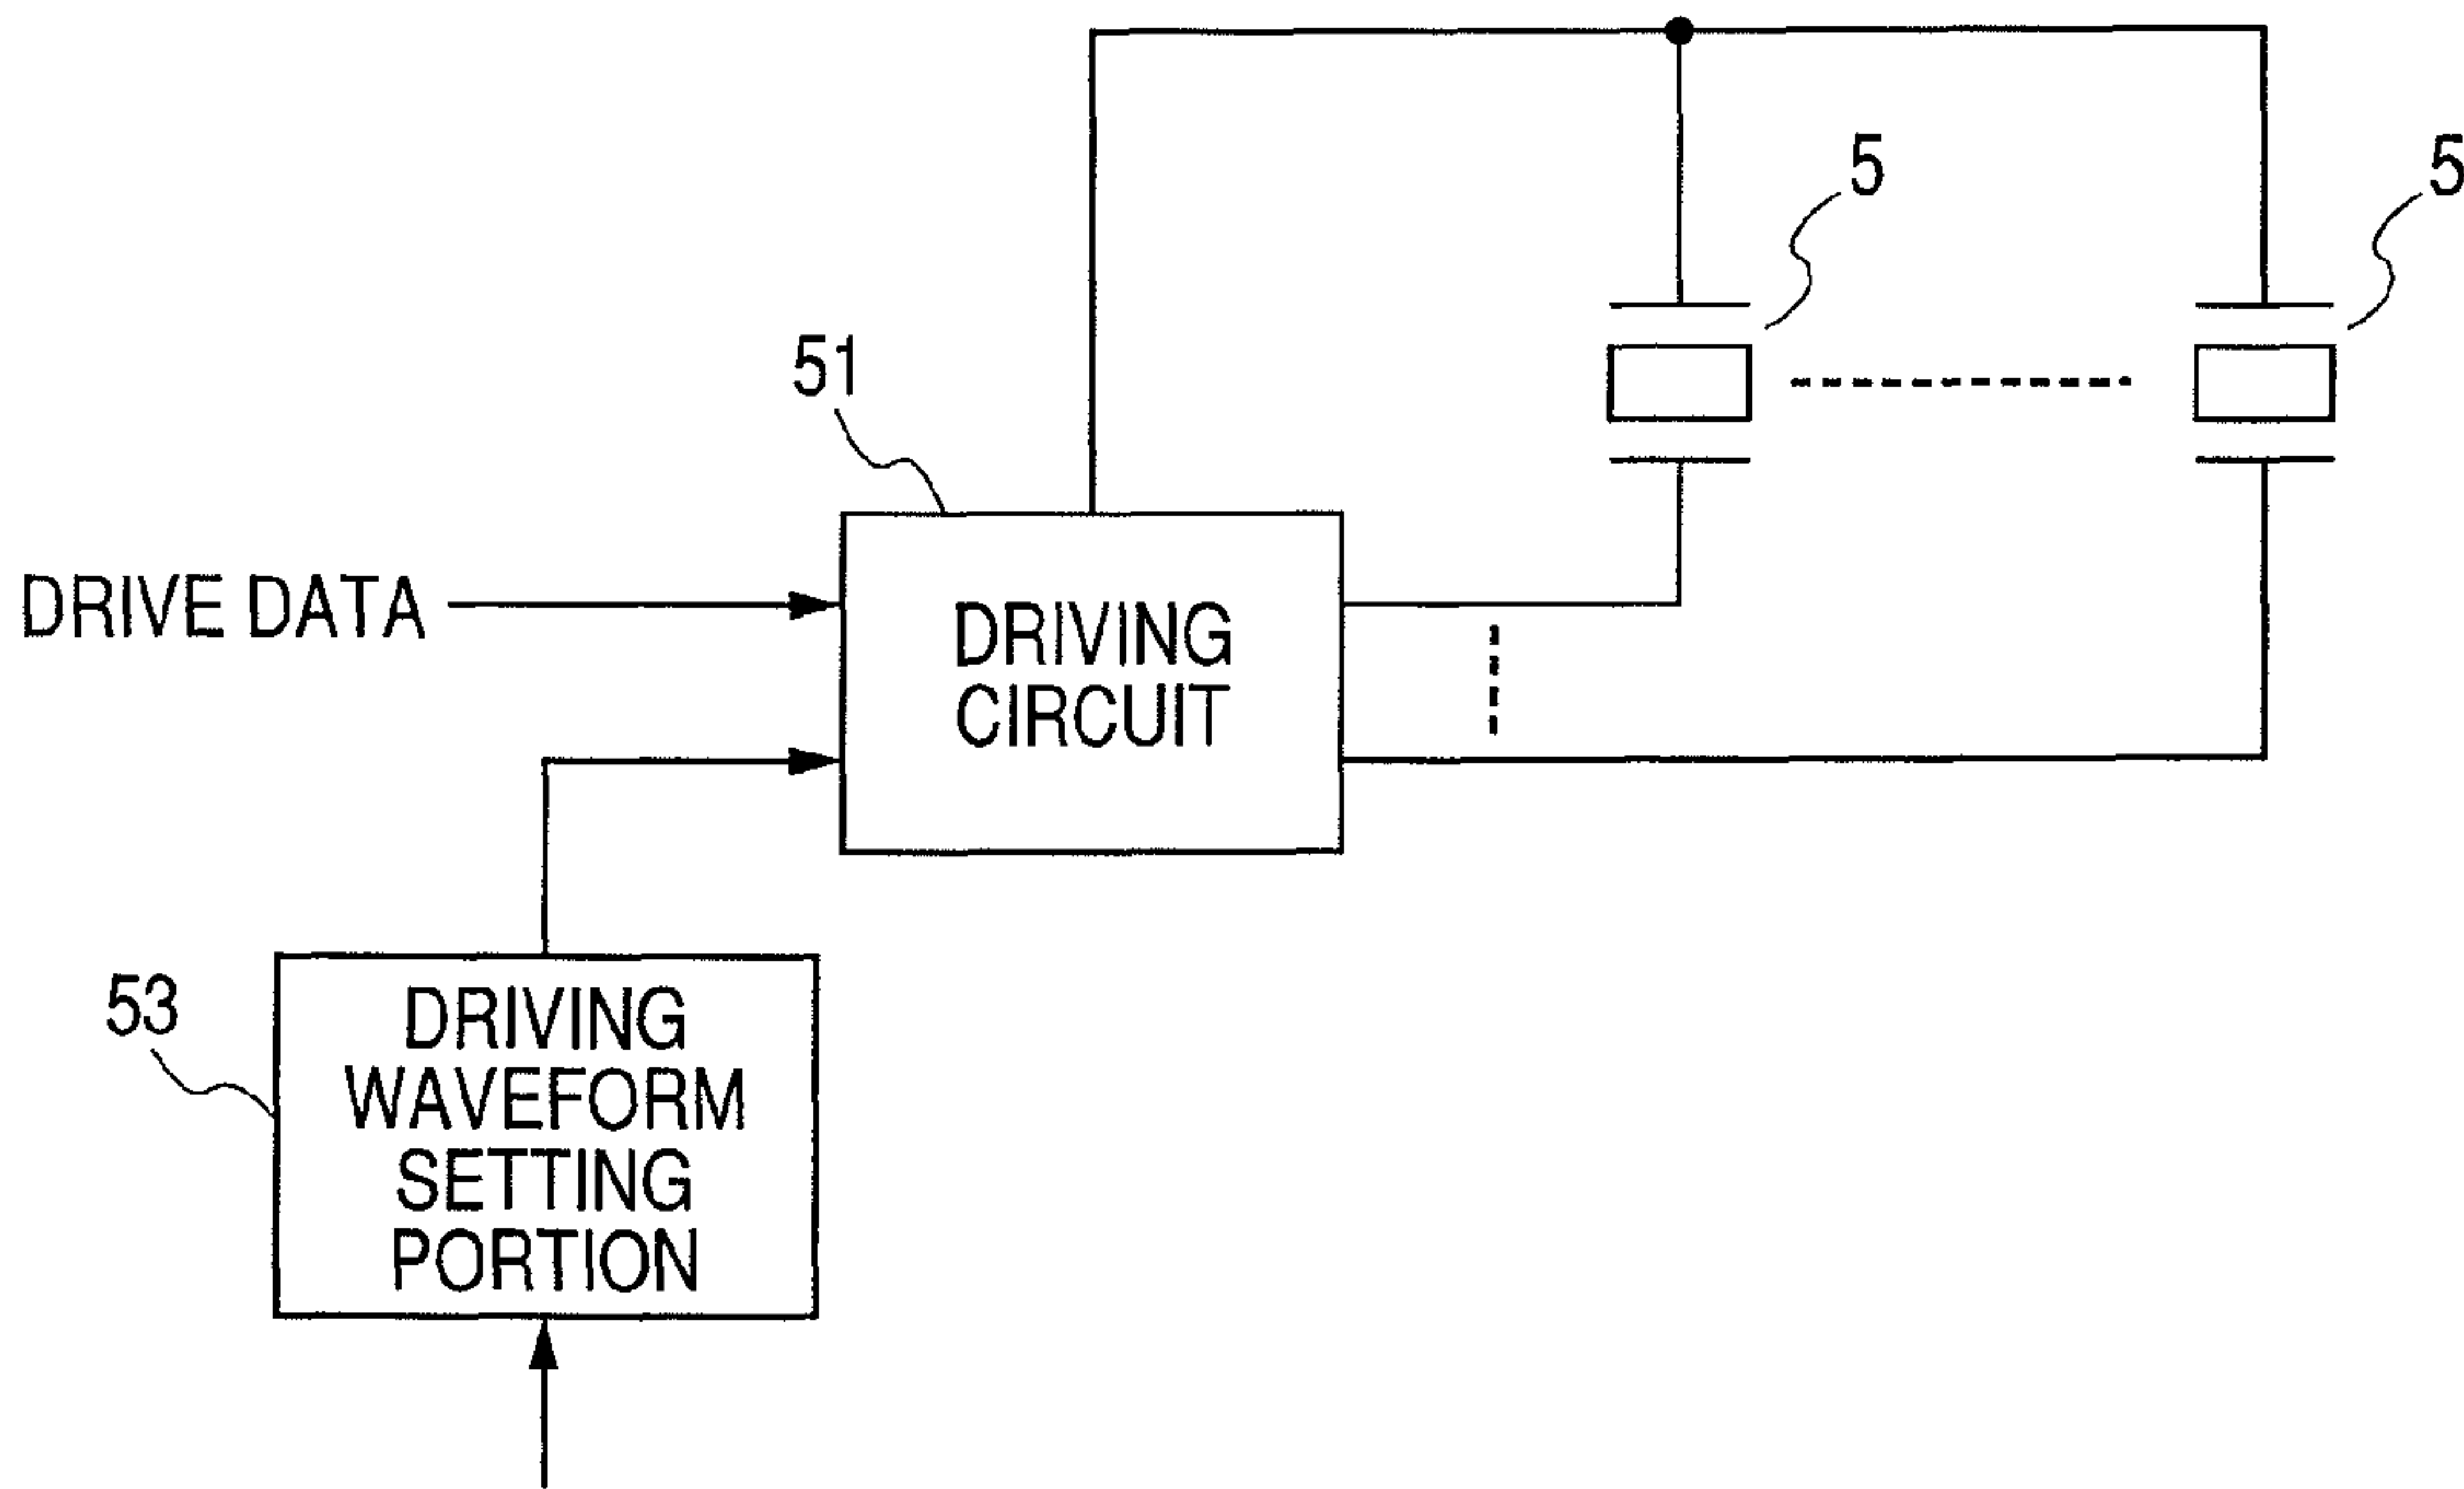 5
5
51
DRIVE DATA
DRIVING
CIRCUIT
53
DRIVING
WAVEFORM
SETTING
PORTION